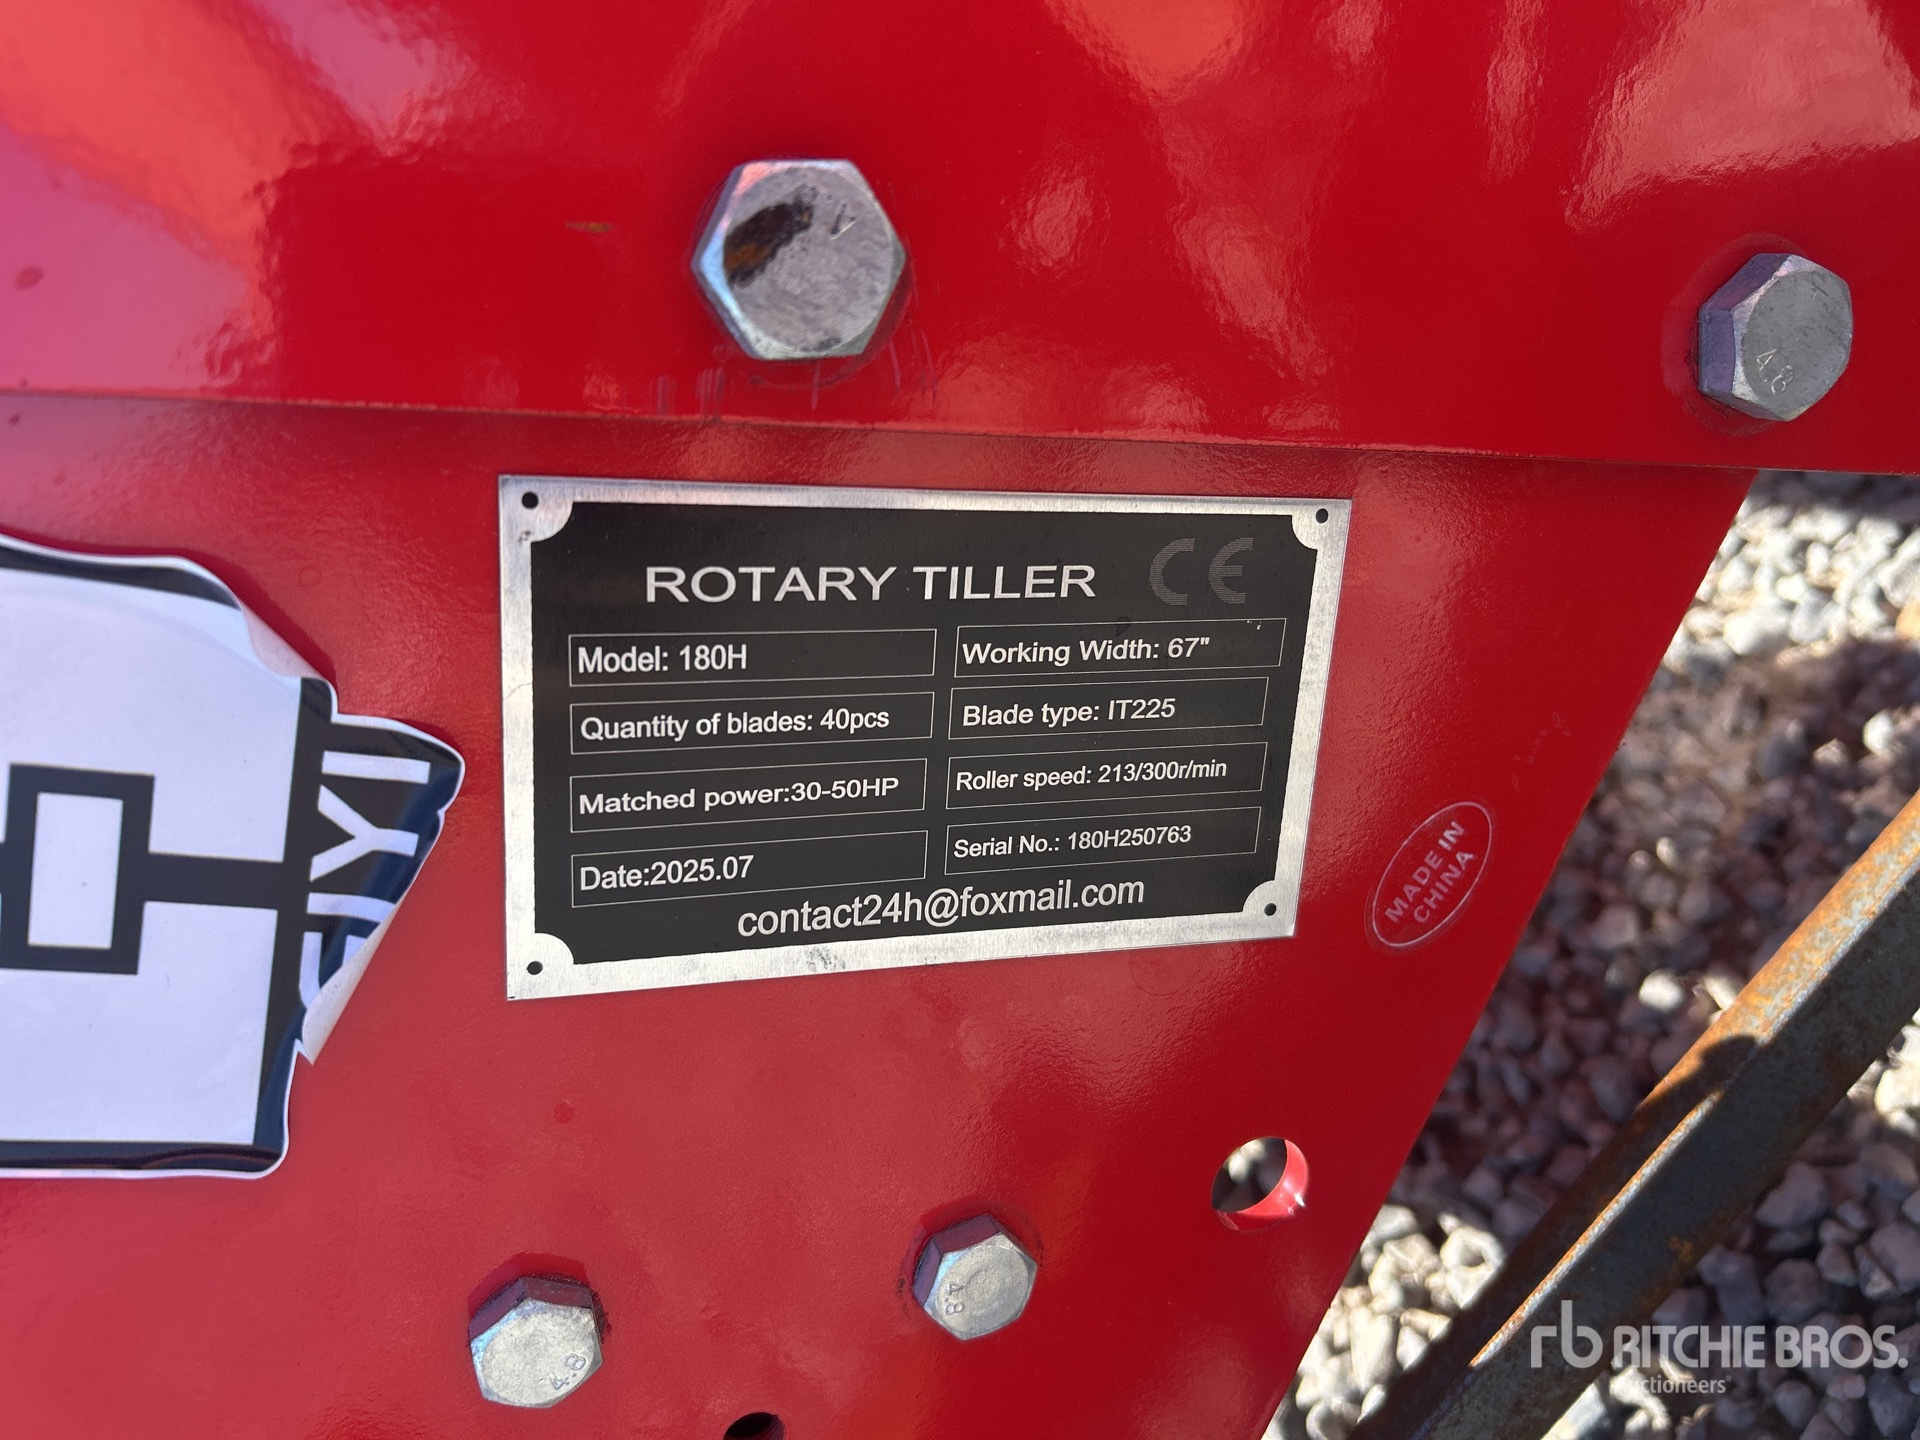 4.8
ROTARY TILLER CE
Model: 180H
Working Width: 67"
Quantity of blades: 40pcs
Blade type: IT225
Matched power:30-50HP
Roller speed: 213/300r/min
Date:2025.07
Serial No.: 180H250763
contact24h@foxmail.com
MADE IN
CHINA
4.8
4.8
rb RITCHIE BROS.
Auctioneers